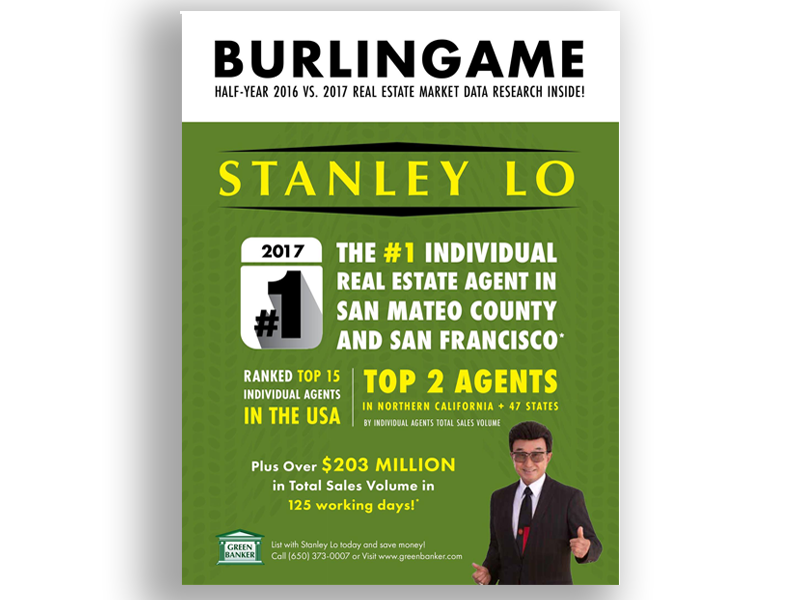 BURLINGAME
HALF-YEAR 2016 VS. 2017 REAL ESTATE MARKET DATA RESEARCH INSIDE!
STANLEY LO
2017
#1
THE #1 INDIVIDUAL
REAL ESTATE AGENT IN
SAN MATEO COUNTY
AND SAN FRANCISCO*
RANKED TOP 15
INDIVIDUAL AGENTS
IN THE USA
TOP 2 AGENTS
IN NORTHERN CALIFORNIA + 47 STATES
BY INDIVIDUAL AGENTS TOTAL SALES VOLUME
Plus Over $203 MILLION
in Total Sales Volume in
125 working days!*
GREEN
BANKER
List with Stanley Lo today and save money!
Call (650) 373-0007 or Visit www.greenbanker.com